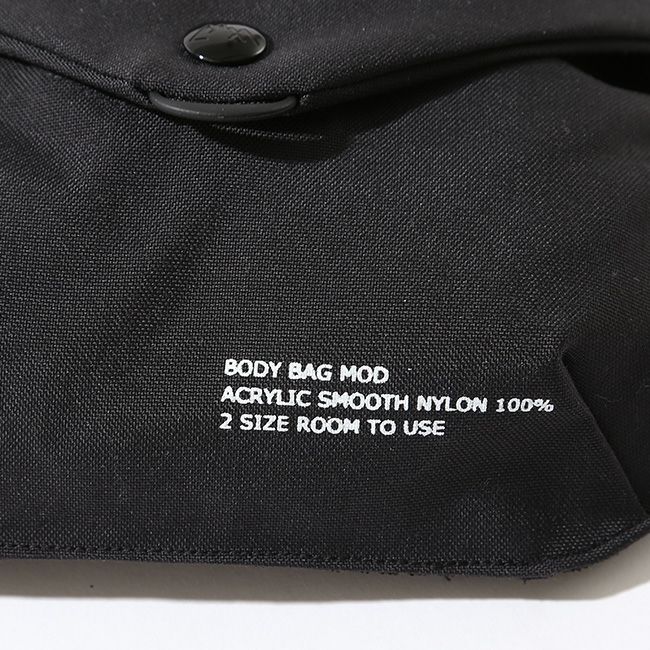 BODY BAG MOD
ACRYLIC SMOOTH NYLON 100%
2 SIZE ROOM TO USE